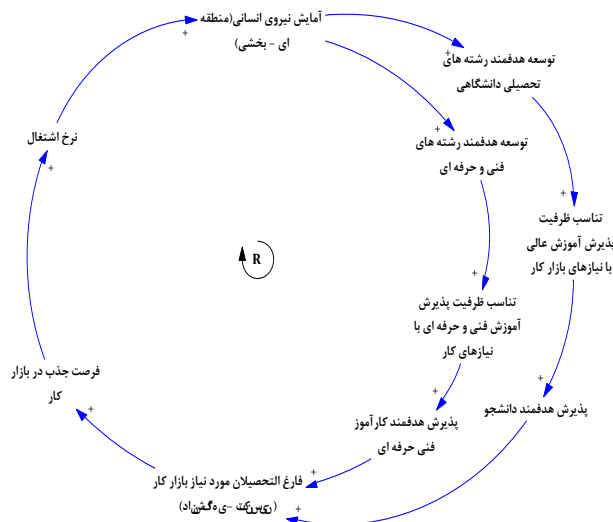 آمایش نیروی انسانی(منطقه
ای - بخشی)
+
توسعه هدفمند رشته های
تحصیلی دانشگاهی
+
توسعه هدفمند رشته های
فنی و حرفه ای
+
نرخ اشتغال
+
تناسب ظرفیت
پذیرش آموزش عالی
با نیازهای بازار کار
+
R
تناسب ظرفیت پذیرش
آموزش فنی و حرفه ای با
نیازهای کار
+
فرصت جذب در بازار
کار
+
پذیرش هدفمند دانشجو
+
پذیرش هدفمند کارآموز
فنی حرفه ای
+
فارغ التحصیلان مورد نیاز بازار کار
+
+